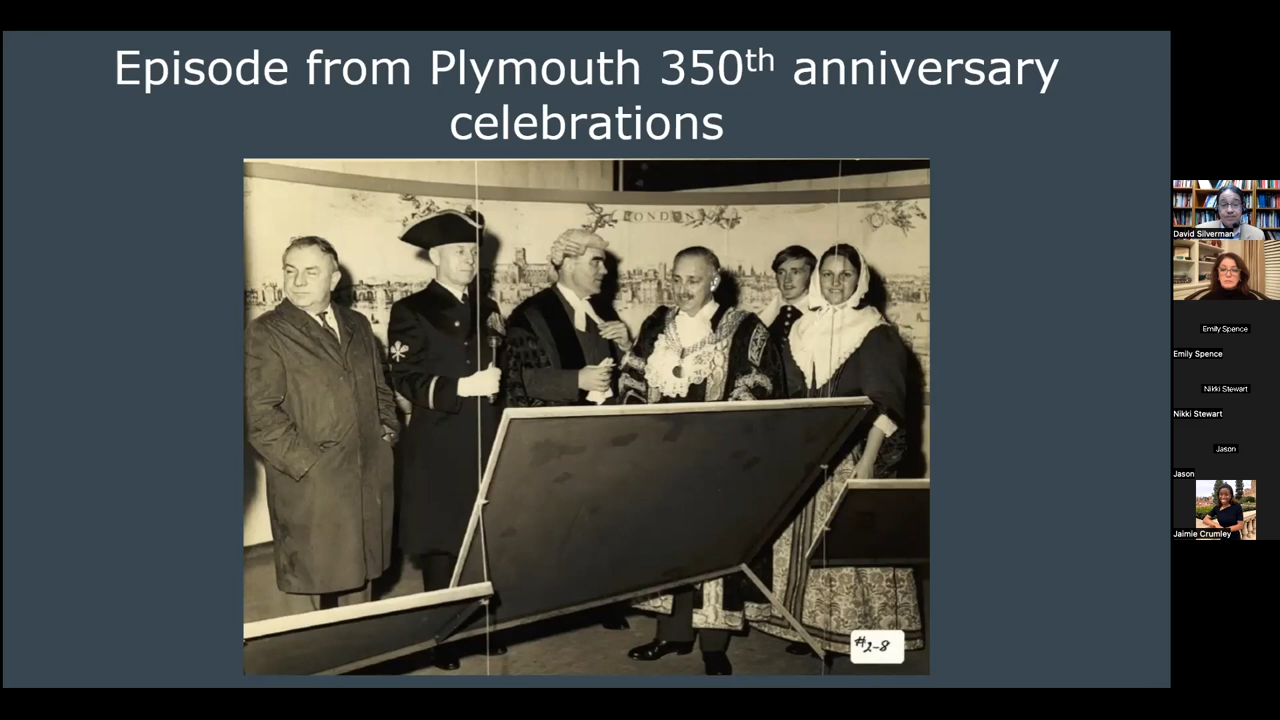 Episode from Plymouth 350th anniversary
celebrations
LONDON
#2-8
David Silverman
Emily Spence
Emily Spence
Nikki Stewart
Nikki Stewart
Jason
Jason
Jaimie Crumley